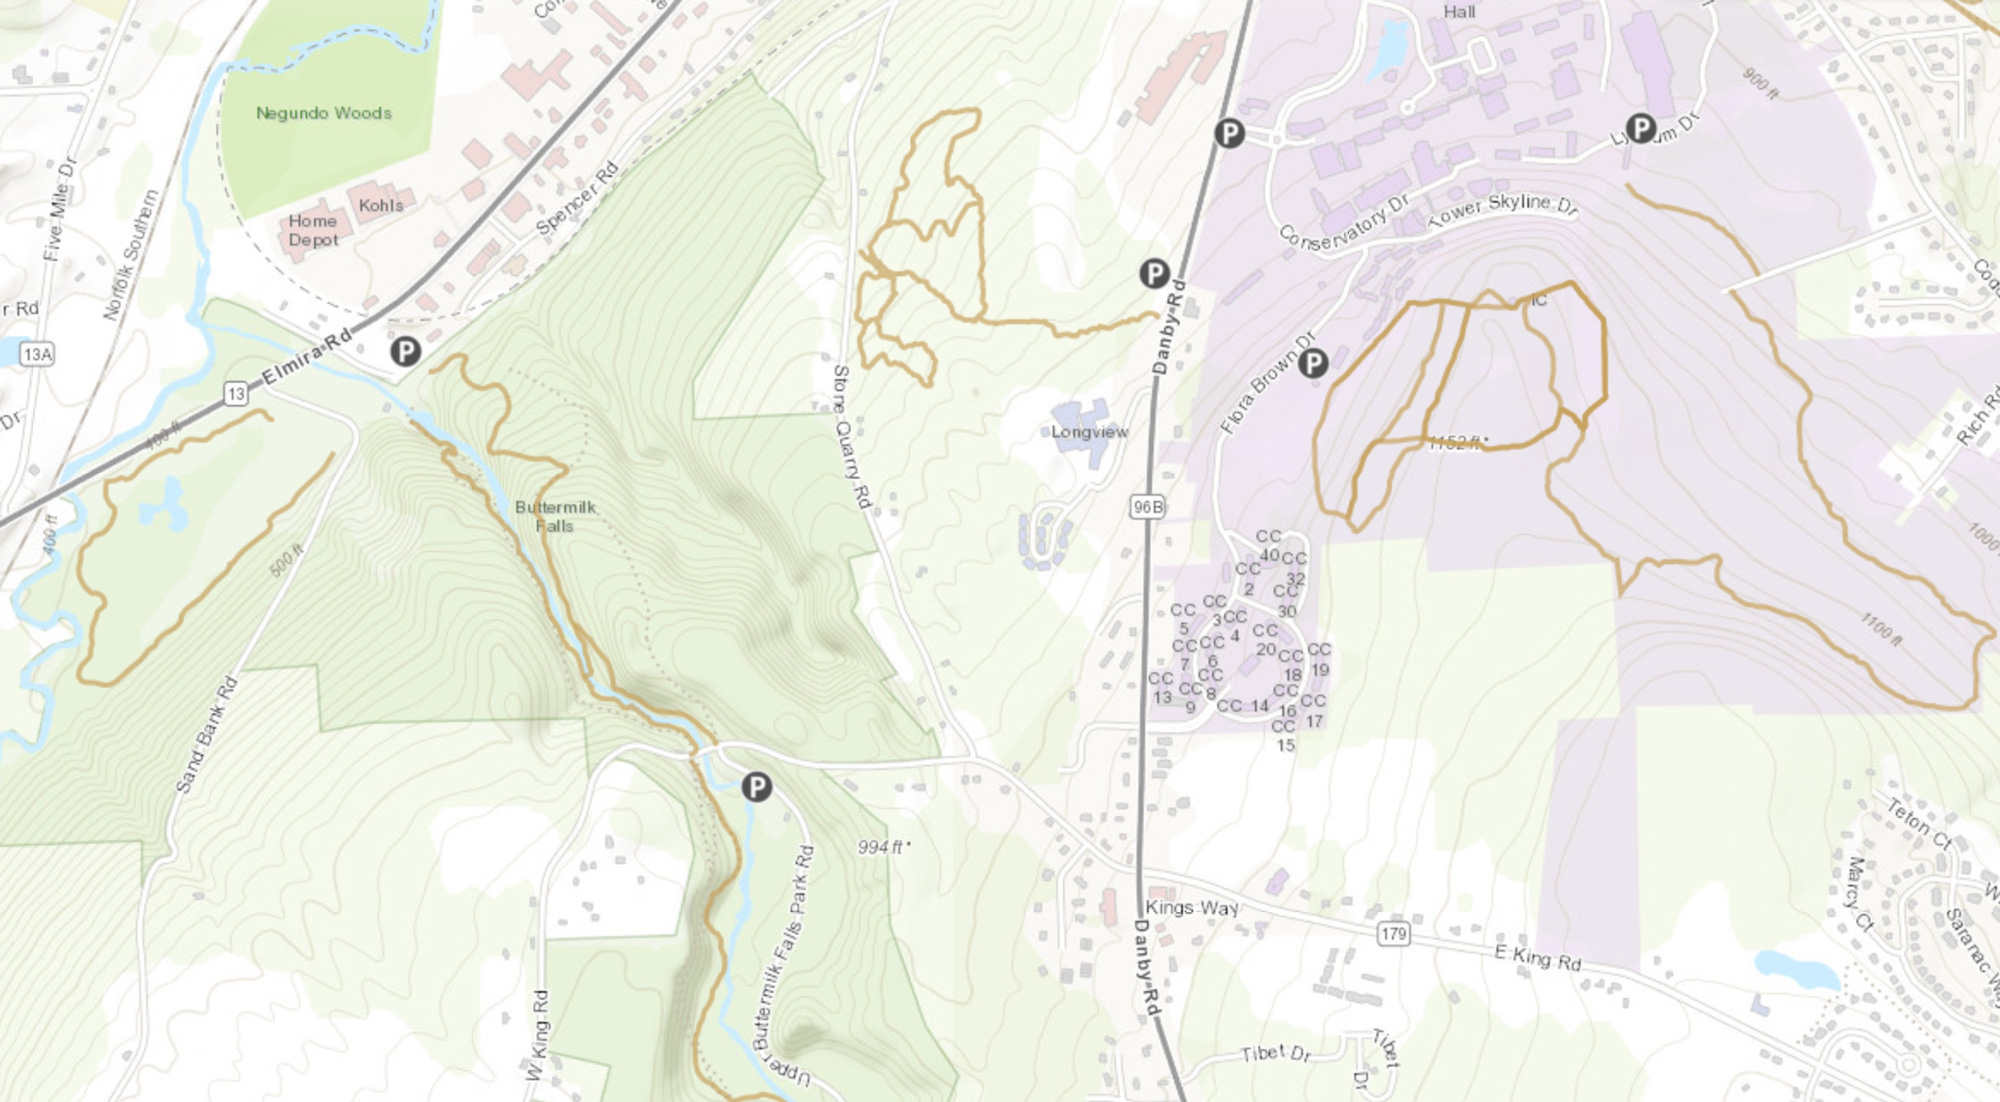 Hall
900 ft
Negundo Woods
Five Mile Dr
Norfolk Southern
Home
Depot
Kohls
Spencer Rd
P
P
Conservatory Dr
Tower Skyline Dr
P
r Rd
13A
Elmira Rd
P
13
Dr
400 ft
400 ft
500 ft
Buttermilk
Falls
Stone Quarry Rd
Danby Rd
Flora Brown Dr
P
IC
Longview
1152 ft
96B
Rich Rd
1000
1100 ft
CC
40
CC
32
CC
2
CC
30
CC
5
CC
3
CC
4
CC
7
CC
6
CC
20
CC
18
CC
19
CC
13
CC
9
CC
8
CC 14
CC
16
CC
17
CC
15
Sand Bank Rd
P
994 ft
Upper Buttermilk Falls Park Rd
W King Rd
Kings Way
Danby Rd
179
E King Rd
Teton Ct
Marcy Ct
Saranac Way
Tibet Dr
Tibet
Dr